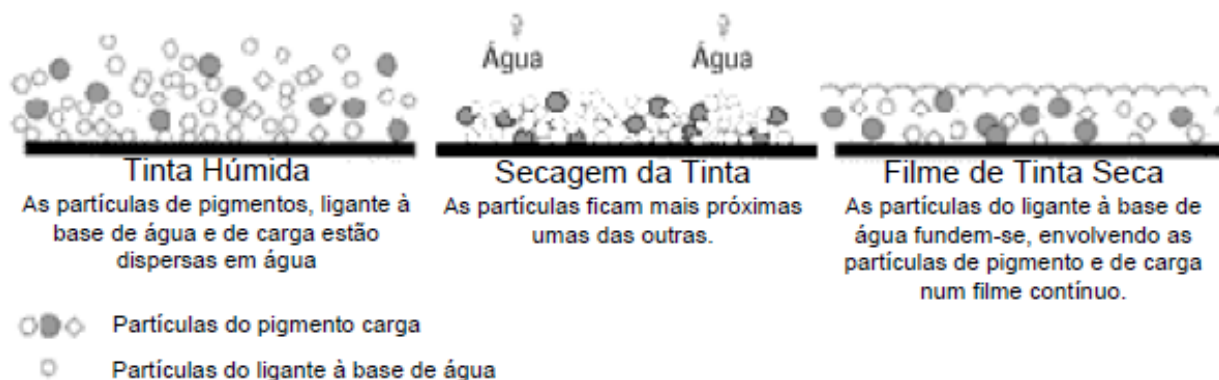 Água
Água
Tinta Húmida
As partículas de pigmentos, ligante à
base de água e de carga estão
dispersas em água
Secagem da Tinta
As partículas ficam mais próximas
umas das outras.
Filme de Tinta Seca
As partículas do ligante à base de
água fundem-se, envolvendo as
partículas de pigmento e de carga
num filme contínuo.
Partículas do pigmento carga
Partículas do ligante à base de água